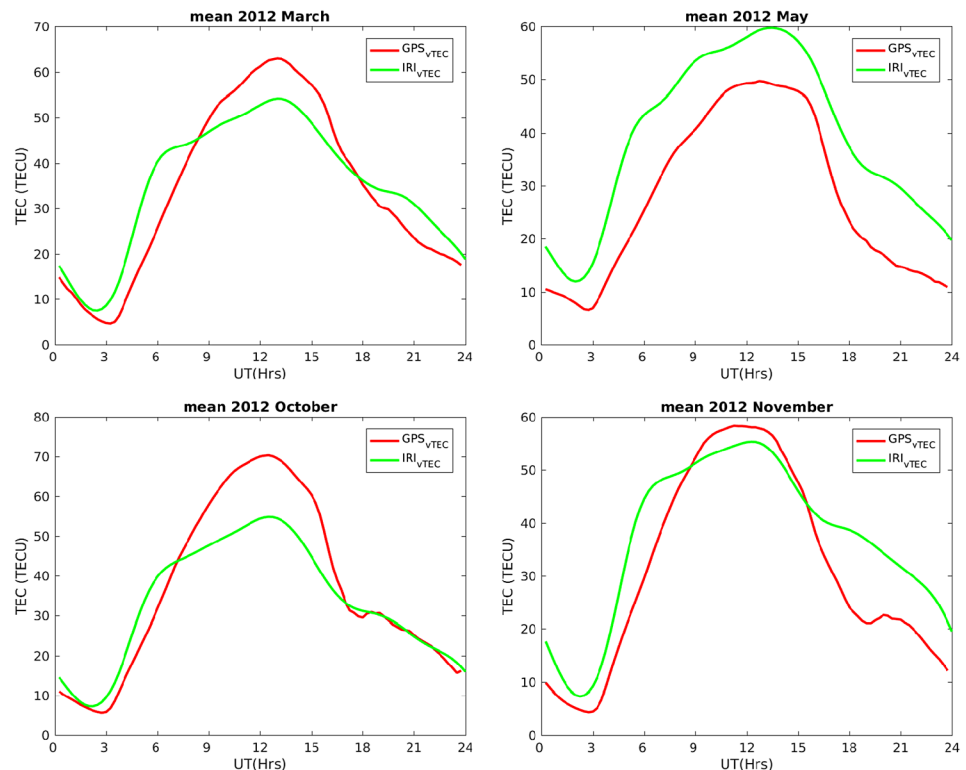 mean 2012 March
70
60
50
40
30
20
10
0
TEC (TECU)
GPSvTEC
IRIvTEC
0 3 6 9 12 15 18 21 24
UT(Hrs)
mean 2012 May
60
50
40
30
20
10
0
TEC (TECU)
GPSvTEC
IRIvTEC
0 3 6 9 12 15 18 21 24
UT(Hrs)
mean 2012 October
80
70
60
50
40
30
20
10
0
TEC (TECU)
GPSvTEC
IRIvTEC
0 3 6 9 12 15 18 21 24
UT(Hrs)
mean 2012 November
60
50
40
30
20
10
0
TEC (TECU)
GPSvTEC
IRIvTEC
0 3 6 9 12 15 18 21 24
UT(Hrs)